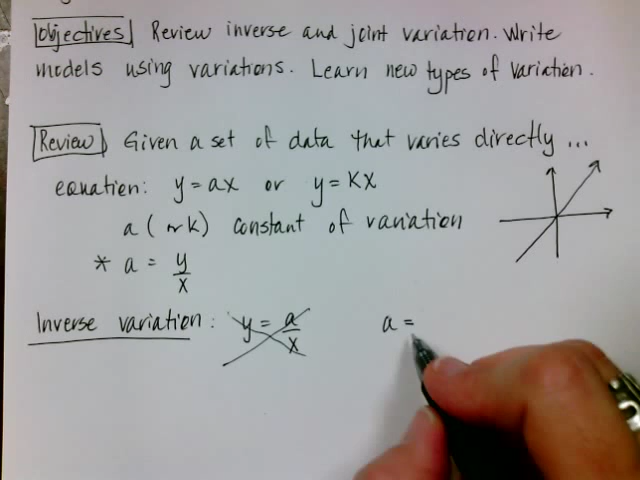 Objectives Review inverse and joint variation. Write
models using variations. Learn new types of variation.
Review Given a set of data that varies directly ...
equation: y = ax or y = Kx
a (or k) constant of variation
* a = y/x
Inverse variation: y = a/x a =